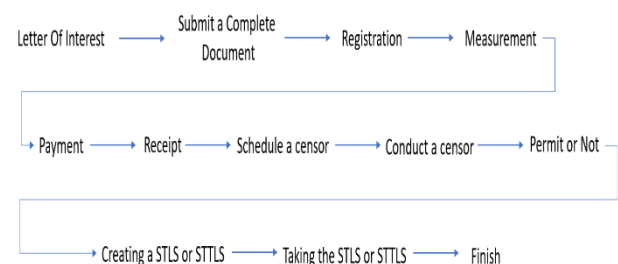 Letter Of Interest
Submit a Complete
Document
Registration
Measurement
Payment
Receipt
Schedule a censor
Conduct a censor
Permit or Not
Creating a STLS or STTLS
Taking the STLS or STTLS
Finish